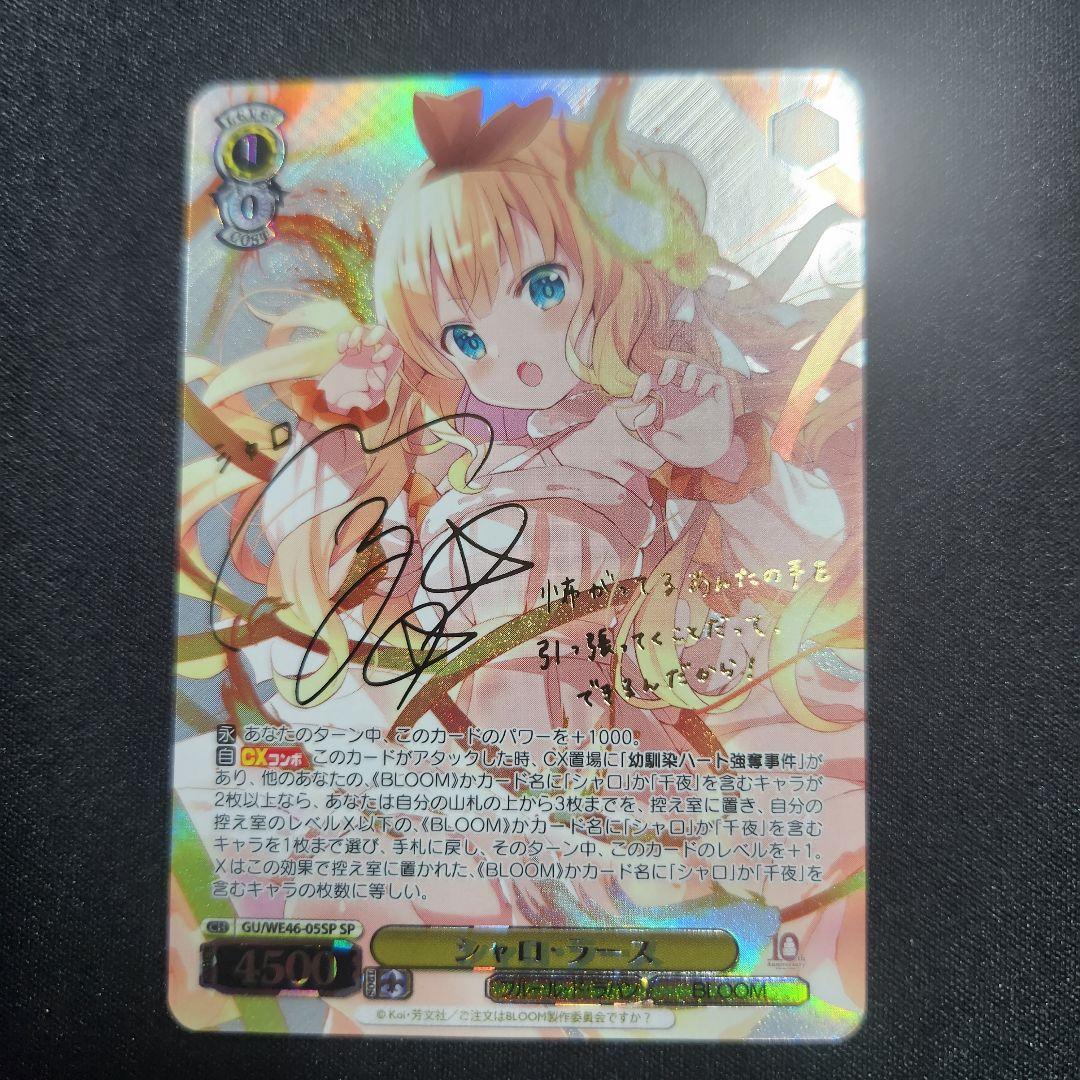 LEVEL
1
0
COST
シャロ
怖がってるあんたの手を
引っ張ってくことだって、
できるんだから!
永 あなたのターン中、このカードのパワーを+1000。
自 CXコンボ このカードがアタックした時、CX置場に「幼馴染ハート強奪事件」が
あり、他のあなたの、《BLOOM》かカード名に「シャロ」か「千夜」を含むキャラが
2枚以上なら、あなたは自分の山札の上から3枚までを、控え室に置き、自分の
控え室のレベルX以下の、《BLOOM》かカード名に「シャロ」か「千夜」を含む
キャラを1枚まで選び、手札に戻し、そのターン中、このカードのレベルを+1。
Xはこの効果で控え室に置かれた、《BLOOM》かカード名に「シャロ」か「千夜」を
含むキャラの枚数に等しい。
CH GU/WE46-05SP SP
4500
シャロ・ラース
10th
Anniversary
フルール・ド・ラパン
BLOOM
©Koi・芳文社/ご注文はBLOOM製作委員会ですか?